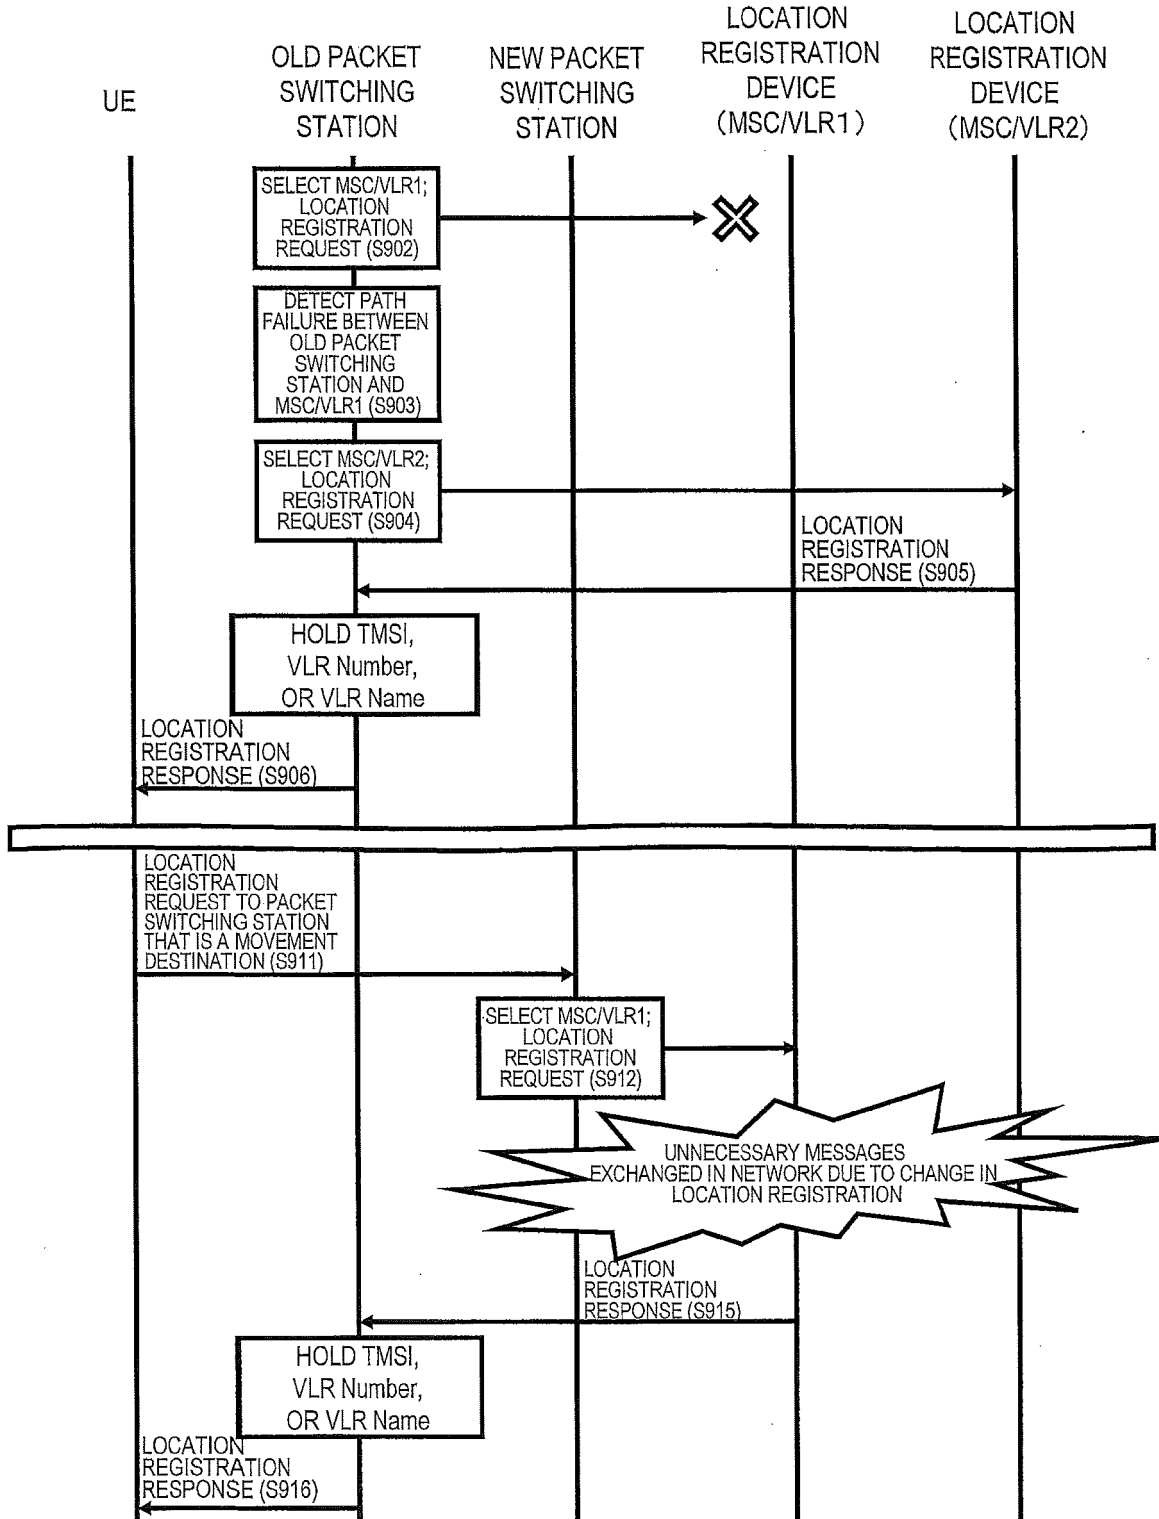 UE
OLD PACKET
SWITCHING
STATION
NEW PACKET
SWITCHING
STATION
LOCATION
REGISTRATION
DEVICE
(MSC/VLR1)
LOCATION
REGISTRATION
DEVICE
(MSC/VLR2)
SELECT MSC/VLR1;
LOCATION
REGISTRATION
REQUEST (S902)
DETECT PATH
FAILURE BETWEEN
OLD PACKET
SWITCHING
STATION AND
MSC/VLR1 (S903)
SELECT MSC/VLR2;
LOCATION
REGISTRATION
REQUEST (S904)
LOCATION
REGISTRATION
RESPONSE (S905)
HOLD TMSI,
VLR Number,
OR VLR Name
LOCATION
REGISTRATION
RESPONSE (S906)
LOCATION
REGISTRATION
REQUEST TO PACKET
SWITCHING STATION
THAT IS A MOVEMENT
DESTINATION (S911)
SELECT MSC/VLR1;
LOCATION
REGISTRATION
REQUEST (S912)
UNNECESSARY MESSAGES
EXCHANGED IN NETWORK DUE TO CHANGE IN
LOCATION REGISTRATION
LOCATION
REGISTRATION
RESPONSE (S915)
HOLD TMSI,
VLR Number,
OR VLR Name
LOCATION
REGISTRATION
RESPONSE (S916)